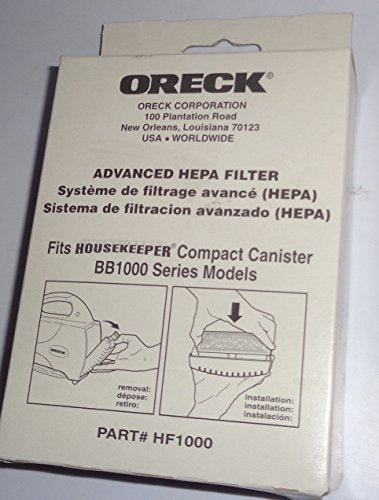 ORECK®
ORECK CORPORATION
100 Plantation Road
New Orleans, Louisiana 70123
USA • WORLDWIDE
ADVANCED HEPA FILTER
Système de filtrage avancé (HEPA)
Sistema de filtracion avanzado (HEPA)
Fits HOUSEKEEPER® Compact Canister
BB1000 Series Models
ORECK
removal:
dépose:
retiro:
installation:
installation:
instalación:
PART# HF1000